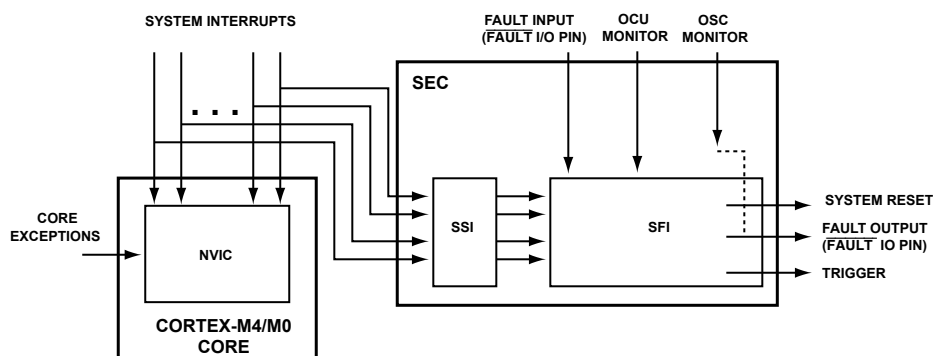 SYSTEM INTERRUPTS
FAULT INPUT
(FAULT I/O PIN)
OCU
MONITOR
OSC
MONITOR
SEC
. . .
CORE
EXCEPTIONS
NVIC
SSI
SFI
SYSTEM RESET
FAULT OUTPUT
(FAULT IO PIN)
TRIGGER
CORTEX-M4/M0
CORE